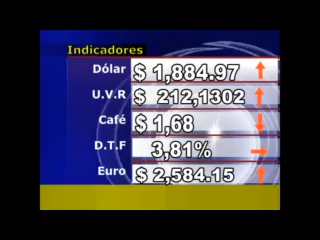 Indicadores
Dólar $ 1,884.97
U.V.R $ 212,1302
Café $ 1,68
D.T.F 3,81%
Euro $ 2,584.15